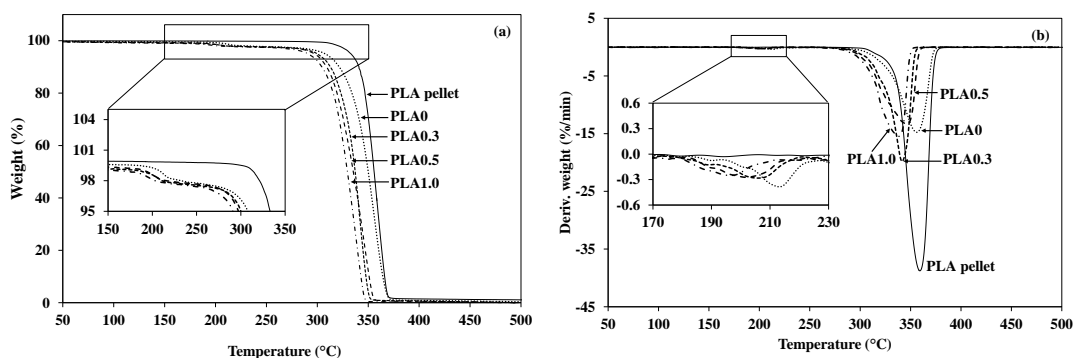 (a)
100
80
60
40
20
0
Weight (%)
PLA pellet
PLA0
PLA0.3
PLA0.5
PLA1.0
104
101
98
95
150 200 250 300 350
50 100 150 200 250 300 350 400 450 500
Temperature (°C)
(b)
5
0
-5
-15
-25
-35
-45
Deriv. weight (%/min)
0.6
0.3
0.0
-0.3
-0.6
170 190 210 230
PLA0.5
PLA0
PLA1.0
PLA0.3
PLA pellet
50 100 150 200 250 300 350 400 450 500
Temperature (°C)